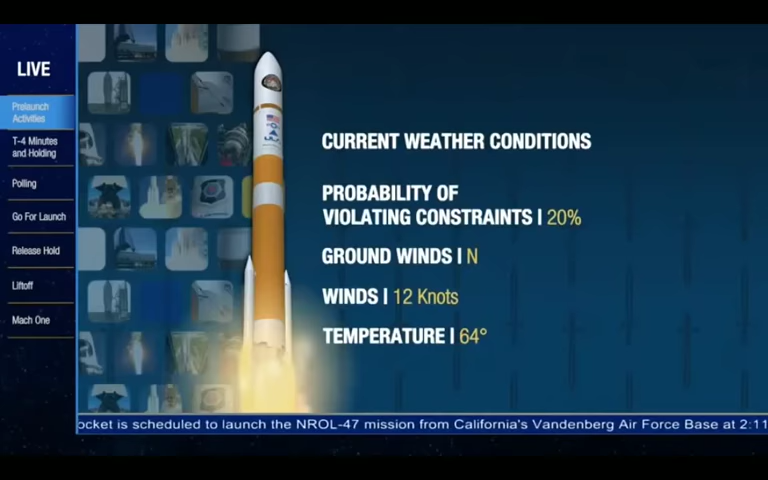 LIVE
Prelaunch
Activities
T-4 Minutes
and Holding
Polling
Go For Launch
Release Hold
Liftoff
Mach One
CURRENT WEATHER CONDITIONS
PROBABILITY OF
VIOLATING CONSTRAINTS | 20%
GROUND WINDS | N
WINDS | 12 Knots
TEMPERATURE | 64°
ocket is scheduled to launch the NROL-47 mission from California's Vandenberg Air Force Base at 2:11